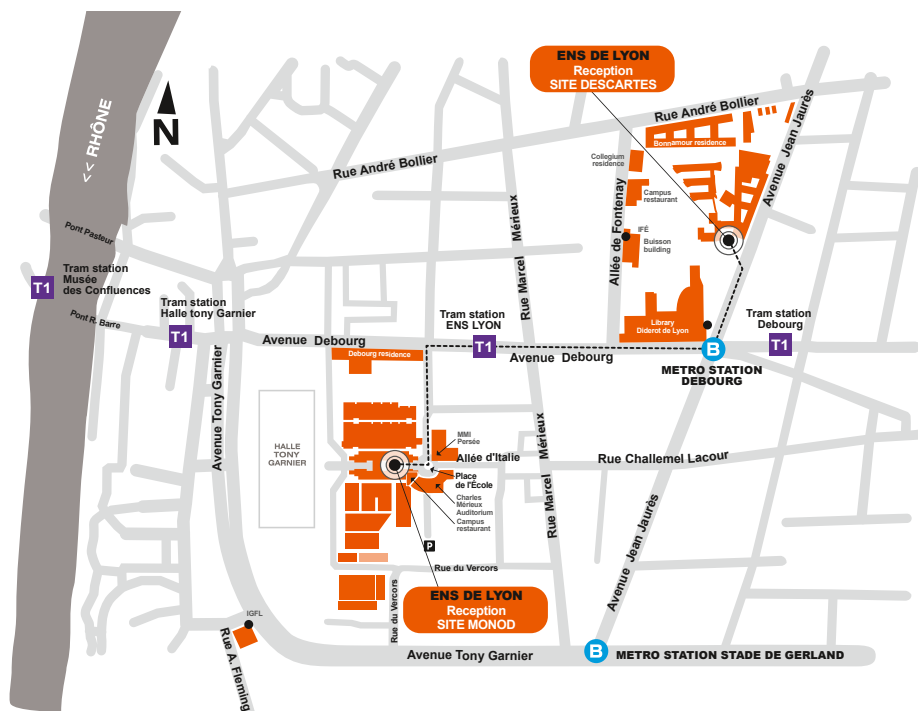 ENS DE LYON
Reception
SITE DESCARTES
<< RHÔNE
N
Rue André Bollier
Rue André Bollier
Avenue Jean Jaurès
Bonnamour residence
Collegium
residence
Campus
restaurant
Allée de Fontenay
IFÉ
Buisson
building
Rue Marcel Mérieux
Pont Pasteur
T1
Tram station
Musée
des Confluences
Tram station
Halle tony Garnier
T1
Pont R. Barre
Tram station
ENS LYON
T1
Library
Diderot de Lyon
Tram station
Debourg
T1
Avenue Debourg
Avenue Debourg
B
METRO STATION
DEBOURG
Debourg residence
Avenue Tony Garnier
HALLE
TONY
GARNIER
MMI
Persée
Allée d'Italie
Place
de l'École
Charles
Mérieux
Auditorium
Campus
restaurant
Rue Marcel Mérieux
Rue Challemel Lacour
Avenue Jean Jaurès
P
Rue du Vercors
Rue du Vercors
ENS DE LYON
Reception
SITE MONOD
IGFL
Rue A. Fleming
Avenue Tony Garnier
B
METRO STATION STADE DE GERLAND